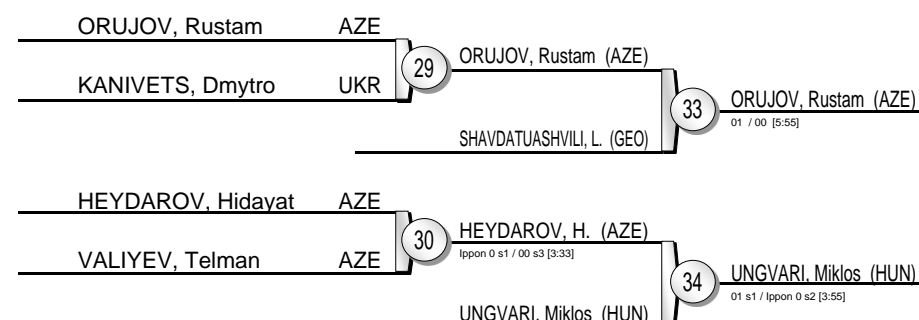 ORUJOV, Rustam AZE
29
ORUJOV, Rustam (AZE)
KANIVETS, Dmytro UKR
33
ORUJOV, Rustam (AZE)
01 / 00 [5:55]
SHAVDATUASHVILI, L. (GEO)
HEYDAROV, Hidayat AZE
30
HEYDAROV, H. (AZE)
Ippon 0 s1 / 00 s3 [3:33]
VALIYEV, Telman AZE
34
UNGVARI, Miklos (HUN)
01 s1 / Ippon 0 s2 [3:55]
UNGVARI, Miklos (HUN)